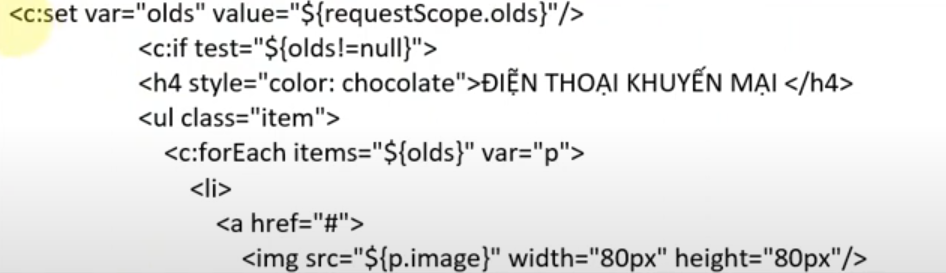 <c:set var="olds" value="${requestScope.olds}"/>
<c:if test="${olds!=null}">
<h4 style="color: chocolate">ĐIỆN THOẠI KHUYẾN MẠI </h4>
<ul class="item">
<c:forEach items="${olds}" var="p">
<li>
<a href="#">
<img src="${p.image}" width="80px" height="80px"/>